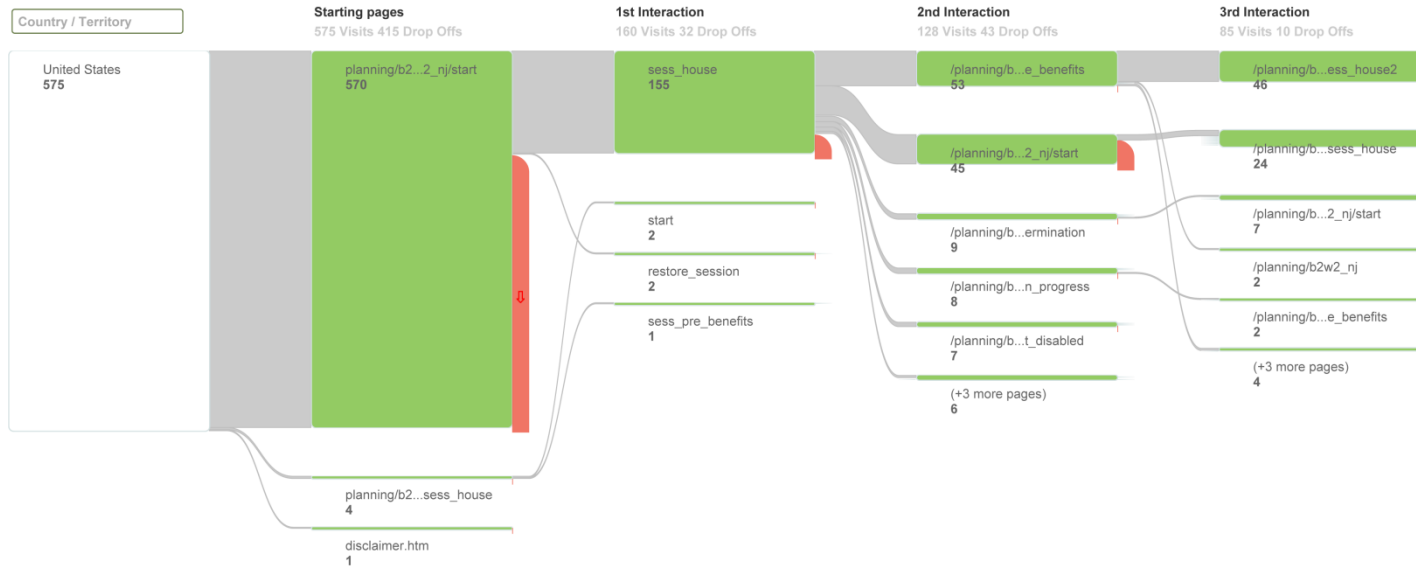 Country / Territory
United States
575
Starting pages
575 Visits 415 Drop Offs
planning/b2...2_nj/start
570
planning/b2...sess_house
4
disclaimer.htm
1
1st Interaction
160 Visits 32 Drop Offs
sess_house
155
start
2
restore_session
2
sess_pre_benefits
1
2nd Interaction
128 Visits 43 Drop Offs
/planning/b...e_benefits
53
/planning/b...2_nj/start
45
/planning/b...ermination
9
/planning/b...n_progress
8
/planning/b...t_disabled
7
(+3 more pages)
6
3rd Interaction
85 Visits 10 Drop Offs
/planning/b...ess_house2
46
/planning/b...sess_house
24
/planning/b...2_nj/start
7
/planning/b2w2_nj
2
/planning/b...e_benefits
2
(+3 more pages)
4